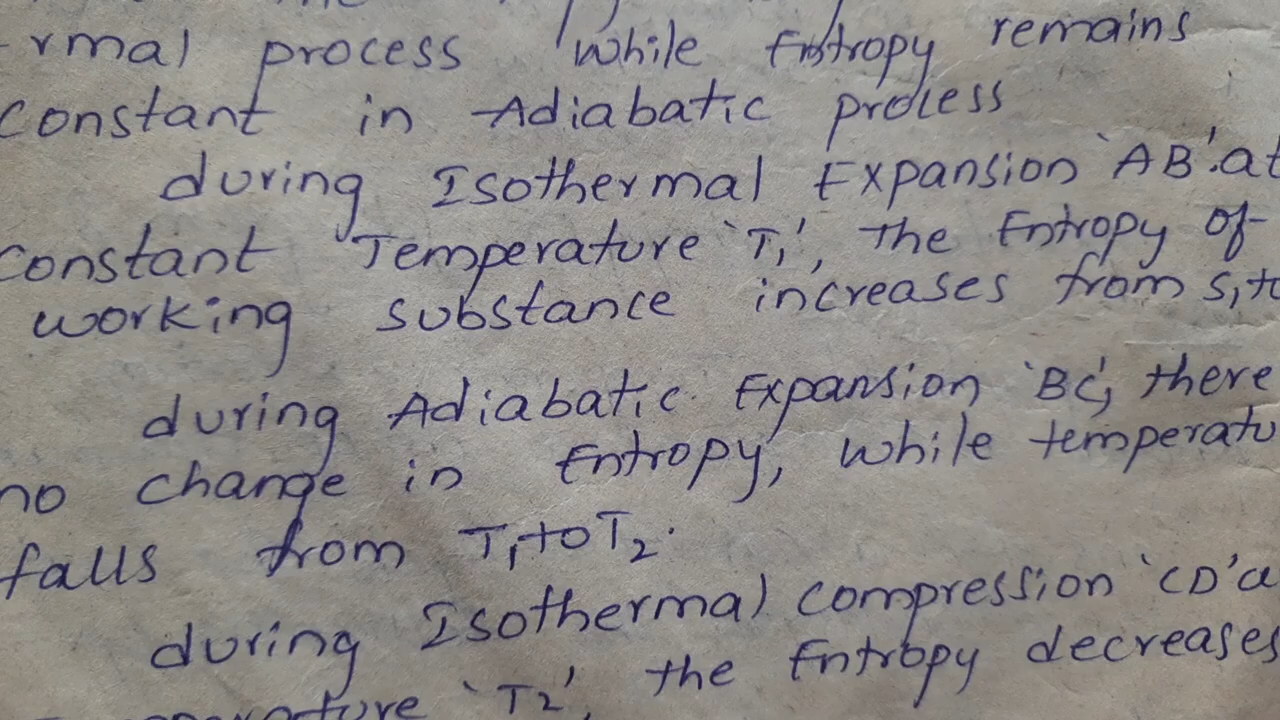 rmal process while Entropy remains
constant in Adiabatic process
during Isothermal Expansion 'AB'. at
constant Temperature 'T₁', the Entropy of
working substance increases from S₁ to
during Adiabatic Expansion 'BC', there
no change in Entropy, while temperatu
falls from T₁ to T₂.
during Isothermal compression 'CD' a
'T₂', the Entropy decreases